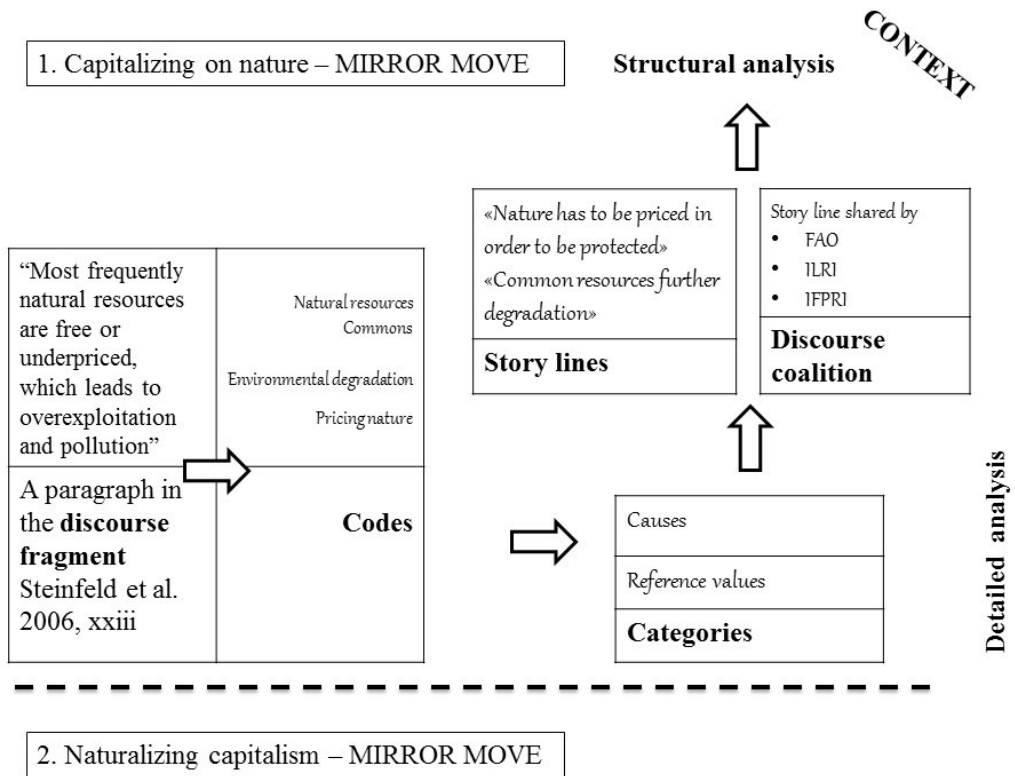 1. Capitalizing on nature – MIRROR MOVE
Structural analysis
CONTEXT
“Most frequently
natural resources
are free or
underpriced,
which leads to
overexploitation
and pollution”
A paragraph in
the discourse
fragment
Steinfeld et al.
2006, xxiii
Natural resources
Commons
Environmental degradation
Pricing nature
Codes
«Nature has to be priced in
order to be protected»
«Common resources further
degradation»
Story lines
Story line shared by
• FAO
• ILRI
• IFPRI
Discourse
coalition
Causes
Reference values
Categories
Detailed analysis
2. Naturalizing capitalism – MIRROR MOVE